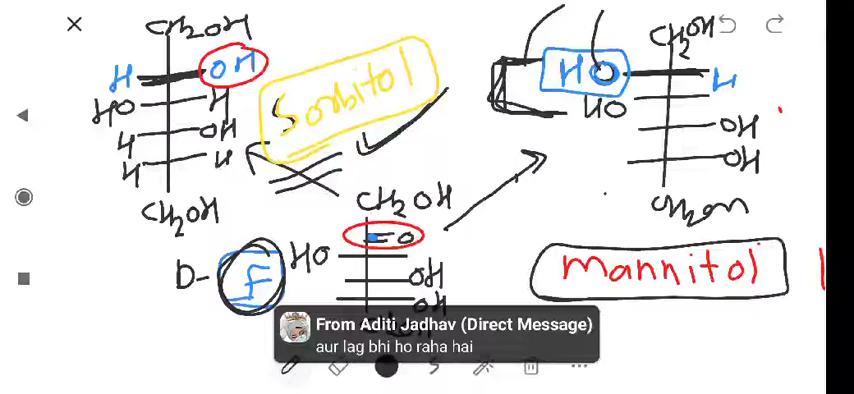 CH2OH
H OH
HO H
H OH
H H
CH2OH
Sorbitol
CH2OH
HO H
HO
OH
OH
CH2OH
mannitol
D- F
CH2OH
=O
HO
OH
OH
From Aditi Jadhav (Direct Message)
aur lag bhi ho raha hai